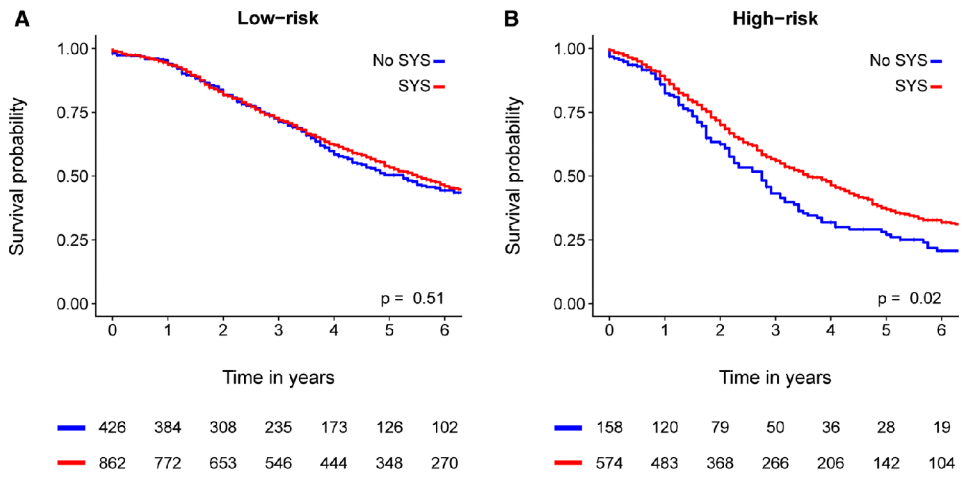 A
Low−risk
Survival probability
1.00
0.75
0.50
0.25
0.00
No SYS
SYS
p = 0.51
0 1 2 3 4 5 6
Time in years
426 384 308 235 173 126 102
862 772 653 546 444 348 270
B
High−risk
Survival probability
1.00
0.75
0.50
0.25
0.00
No SYS
SYS
p = 0.02
0 1 2 3 4 5 6
Time in years
158 120 79 50 36 28 19
574 483 368 266 206 142 104